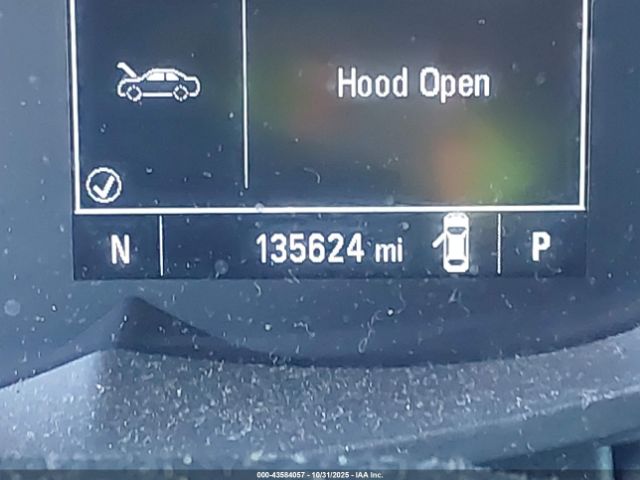 Hood Open
N 135624 mi P
000-43584057 - 10/31/2025 - IAA Inc.